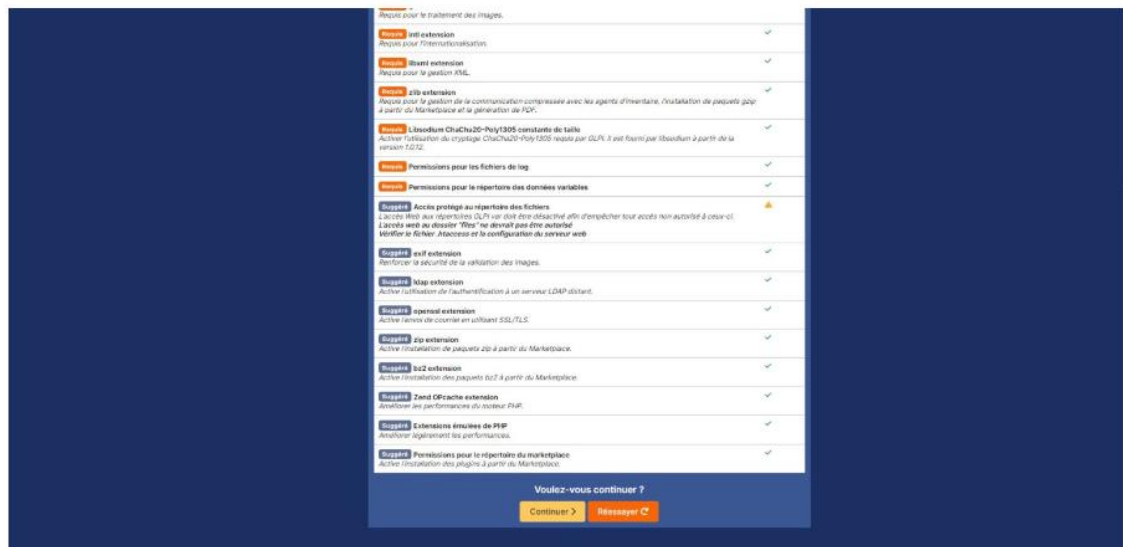 Requis pour le traitement des images.
Requis intl extension
Requis pour l'internationalisation.
Requis libxml extension
Requis pour la gestion XML.
Requis zlib extension
Requis pour la gestion de la communication compressée avec les agents d'inventaire, l'installation de paquets gzip
à partir du Marketplace et la génération de PDF.
Requis Libsodium ChaCha20-Poly1305 constante de taille
Activer l'utilisation du cryptage ChaCha20-Poly1305 requis par GLPI. Il est fourni par libsodium à partir de la
version 1.0.12.
Requis Permissions pour les fichiers de log
Requis Permissions pour le répertoire des données variables
Suggéré Accès protégé au répertoire des fichiers
L'accès Web aux répertoires GLPI var doit être désactivé afin d'empêcher tout accès non autorisé à ceux-ci.
L'accès web au dossier "files" ne devrait pas être autorisé
Vérifier le fichier .htaccess et la configuration du serveur web
Suggéré exif extension
Renforcer la sécurité de la validation des images.
Suggéré ldap extension
Active l'utilisation de l'authentification à un serveur LDAP distant.
Suggéré openssl extension
Active l'envoi de courriel en utilisant SSL/TLS.
Suggéré zip extension
Active l'installation de paquets zip à partir du Marketplace.
Suggéré bz2 extension
Active l'installation des paquets bz2 à partir du Marketplace.
Suggéré Zend OPcache extension
Améliorer les performances du moteur PHP.
Suggéré Extensions émulées de PHP
Améliorer légèrement les performances.
Suggéré Permissions pour le répertoire du marketplace
Active l'installation des plugins à partir du Marketplace.
Voulez-vous continuer ?
Continuer
Réessayer